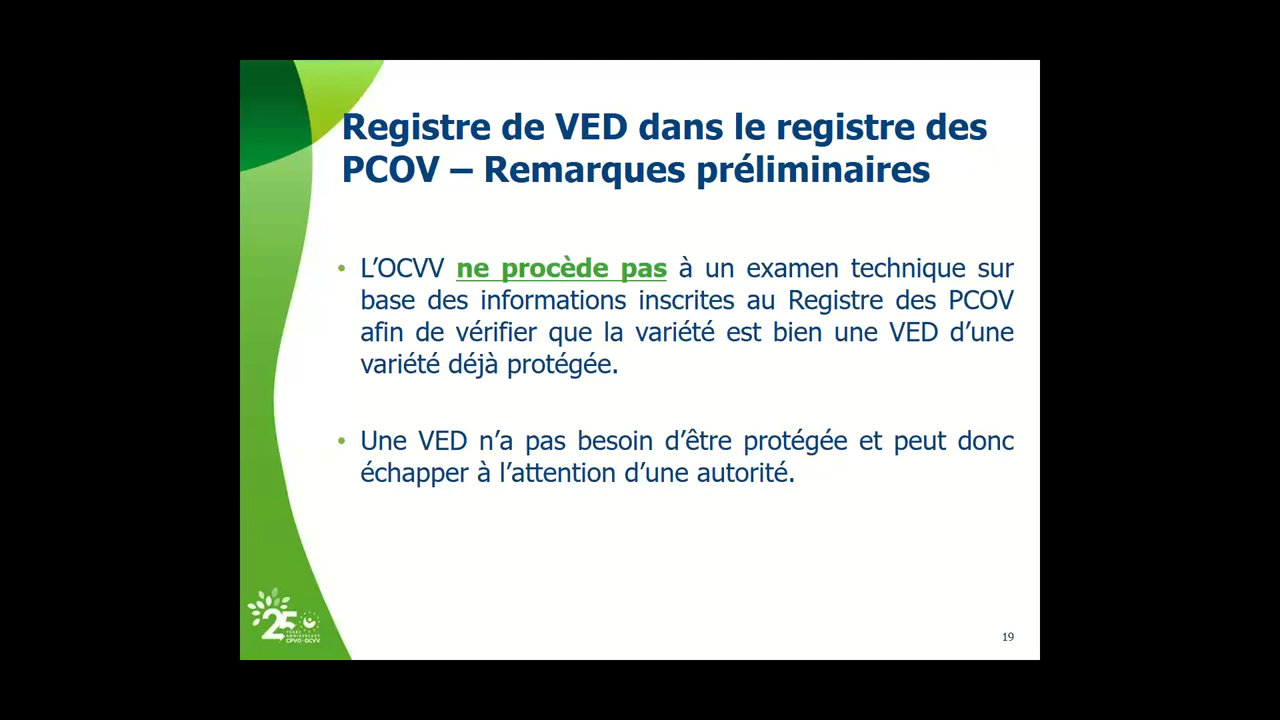 Registre de VED dans le registre des
PCOV – Remarques préliminaires
• L’OCVV ne procède pas à un examen technique sur
base des informations inscrites au Registre des PCOV
afin de vérifier que la variété est bien une VED d’une
variété déjà protégée.
• Une VED n’a pas besoin d’être protégée et peut donc
échapper à l’attention d’une autorité.
25
YEARS
ANNIVERSARY
CPVO-OCVV
19